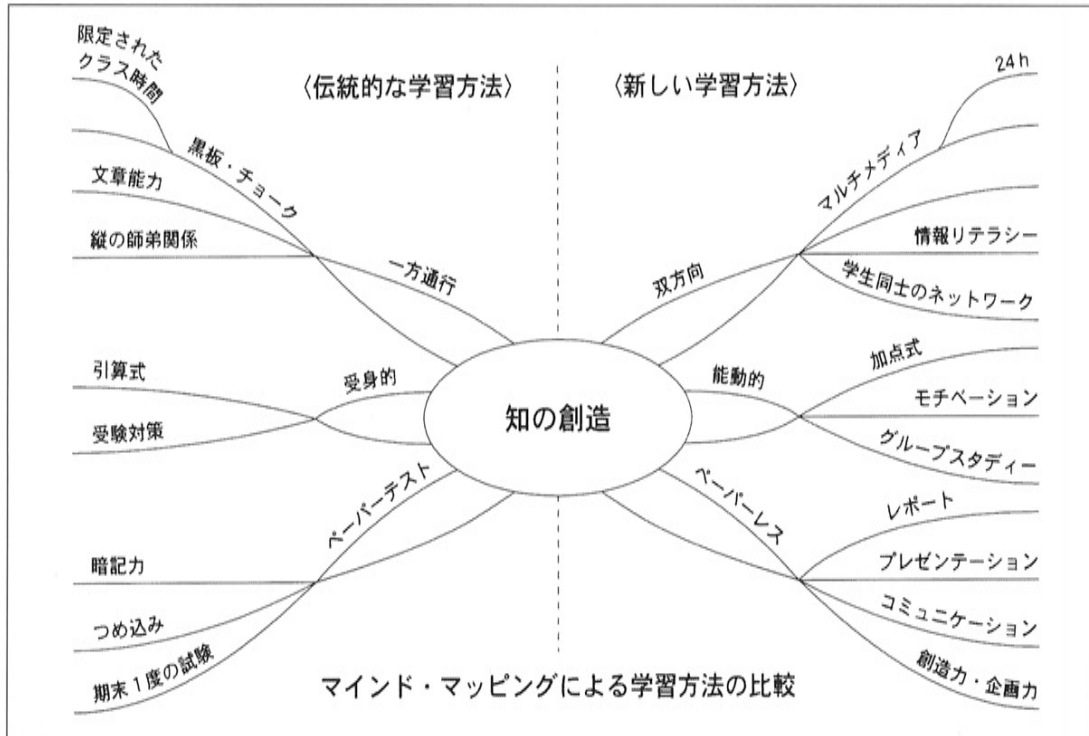 限定された
クラス時間
〈伝統的な学習方法〉
黒板・チョーク
文章能力
縦の師弟関係
一方通行
引算式
受身的
受験対策
ペーパーテスト
暗記力
つめ込み
期末1度の試験
知の創造
〈新しい学習方法〉
24h
マルチメディア
情報リテラシー
双方向
学生同士のネットワーク
加点式
能動的
モチベーション
グループスタディー
ペーパーレス
レポート
プレゼンテーション
コミュニケーション
創造力・企画力
マインド・マッピングによる学習方法の比較